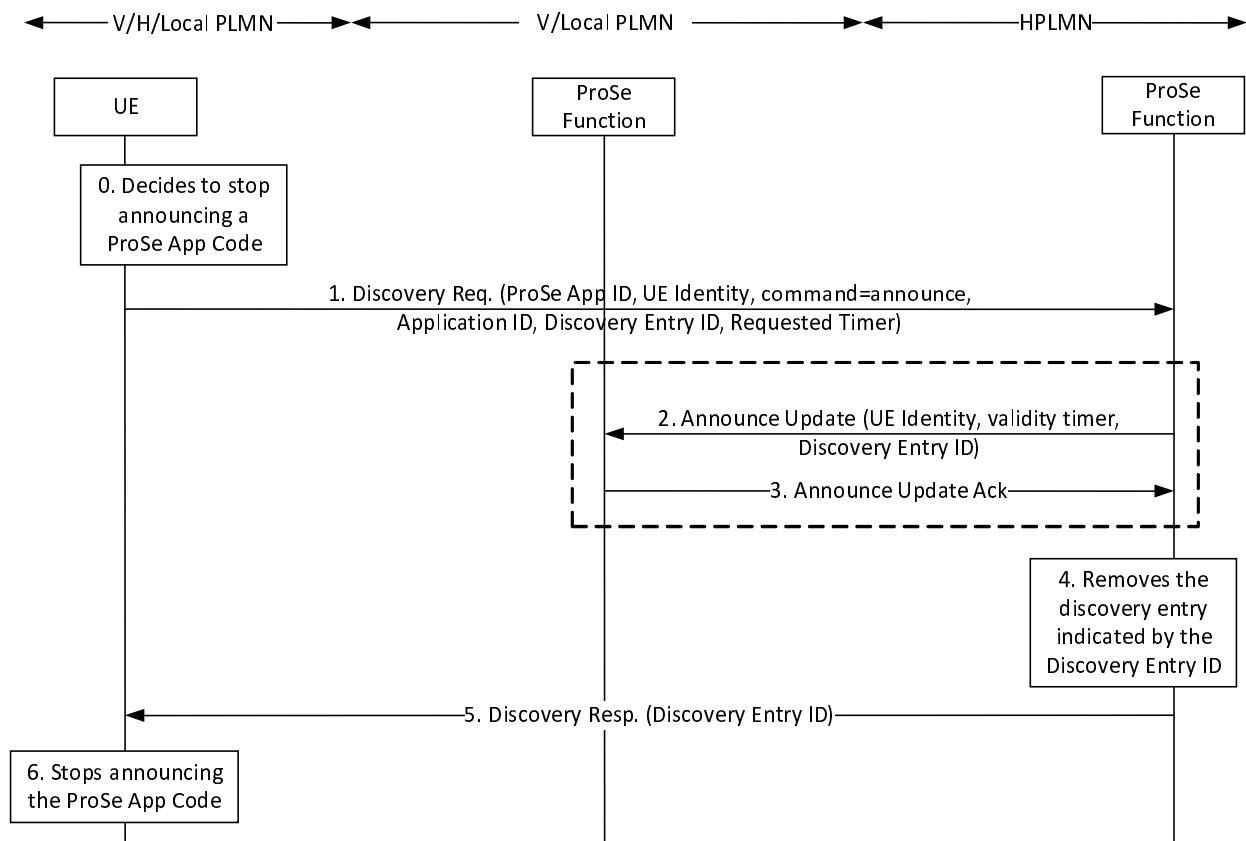 V/H/Local PLMN
V/Local PLMN
HPLMN
UE
ProSe
Function
ProSe
Function
0. Decides to stop
announcing a
ProSe App Code
1. Discovery Req. (ProSe App ID, UE Identity, command=announce,
Application ID, Discovery Entry ID, Requested Timer)
2. Announce Update (UE Identity, validity timer,
Discovery Entry ID)
3. Announce Update Ack
4. Removes the
discovery entry
indicated by the
Discovery Entry ID
5. Discovery Resp. (Discovery Entry ID)
6. Stops announcing
the ProSe App Code